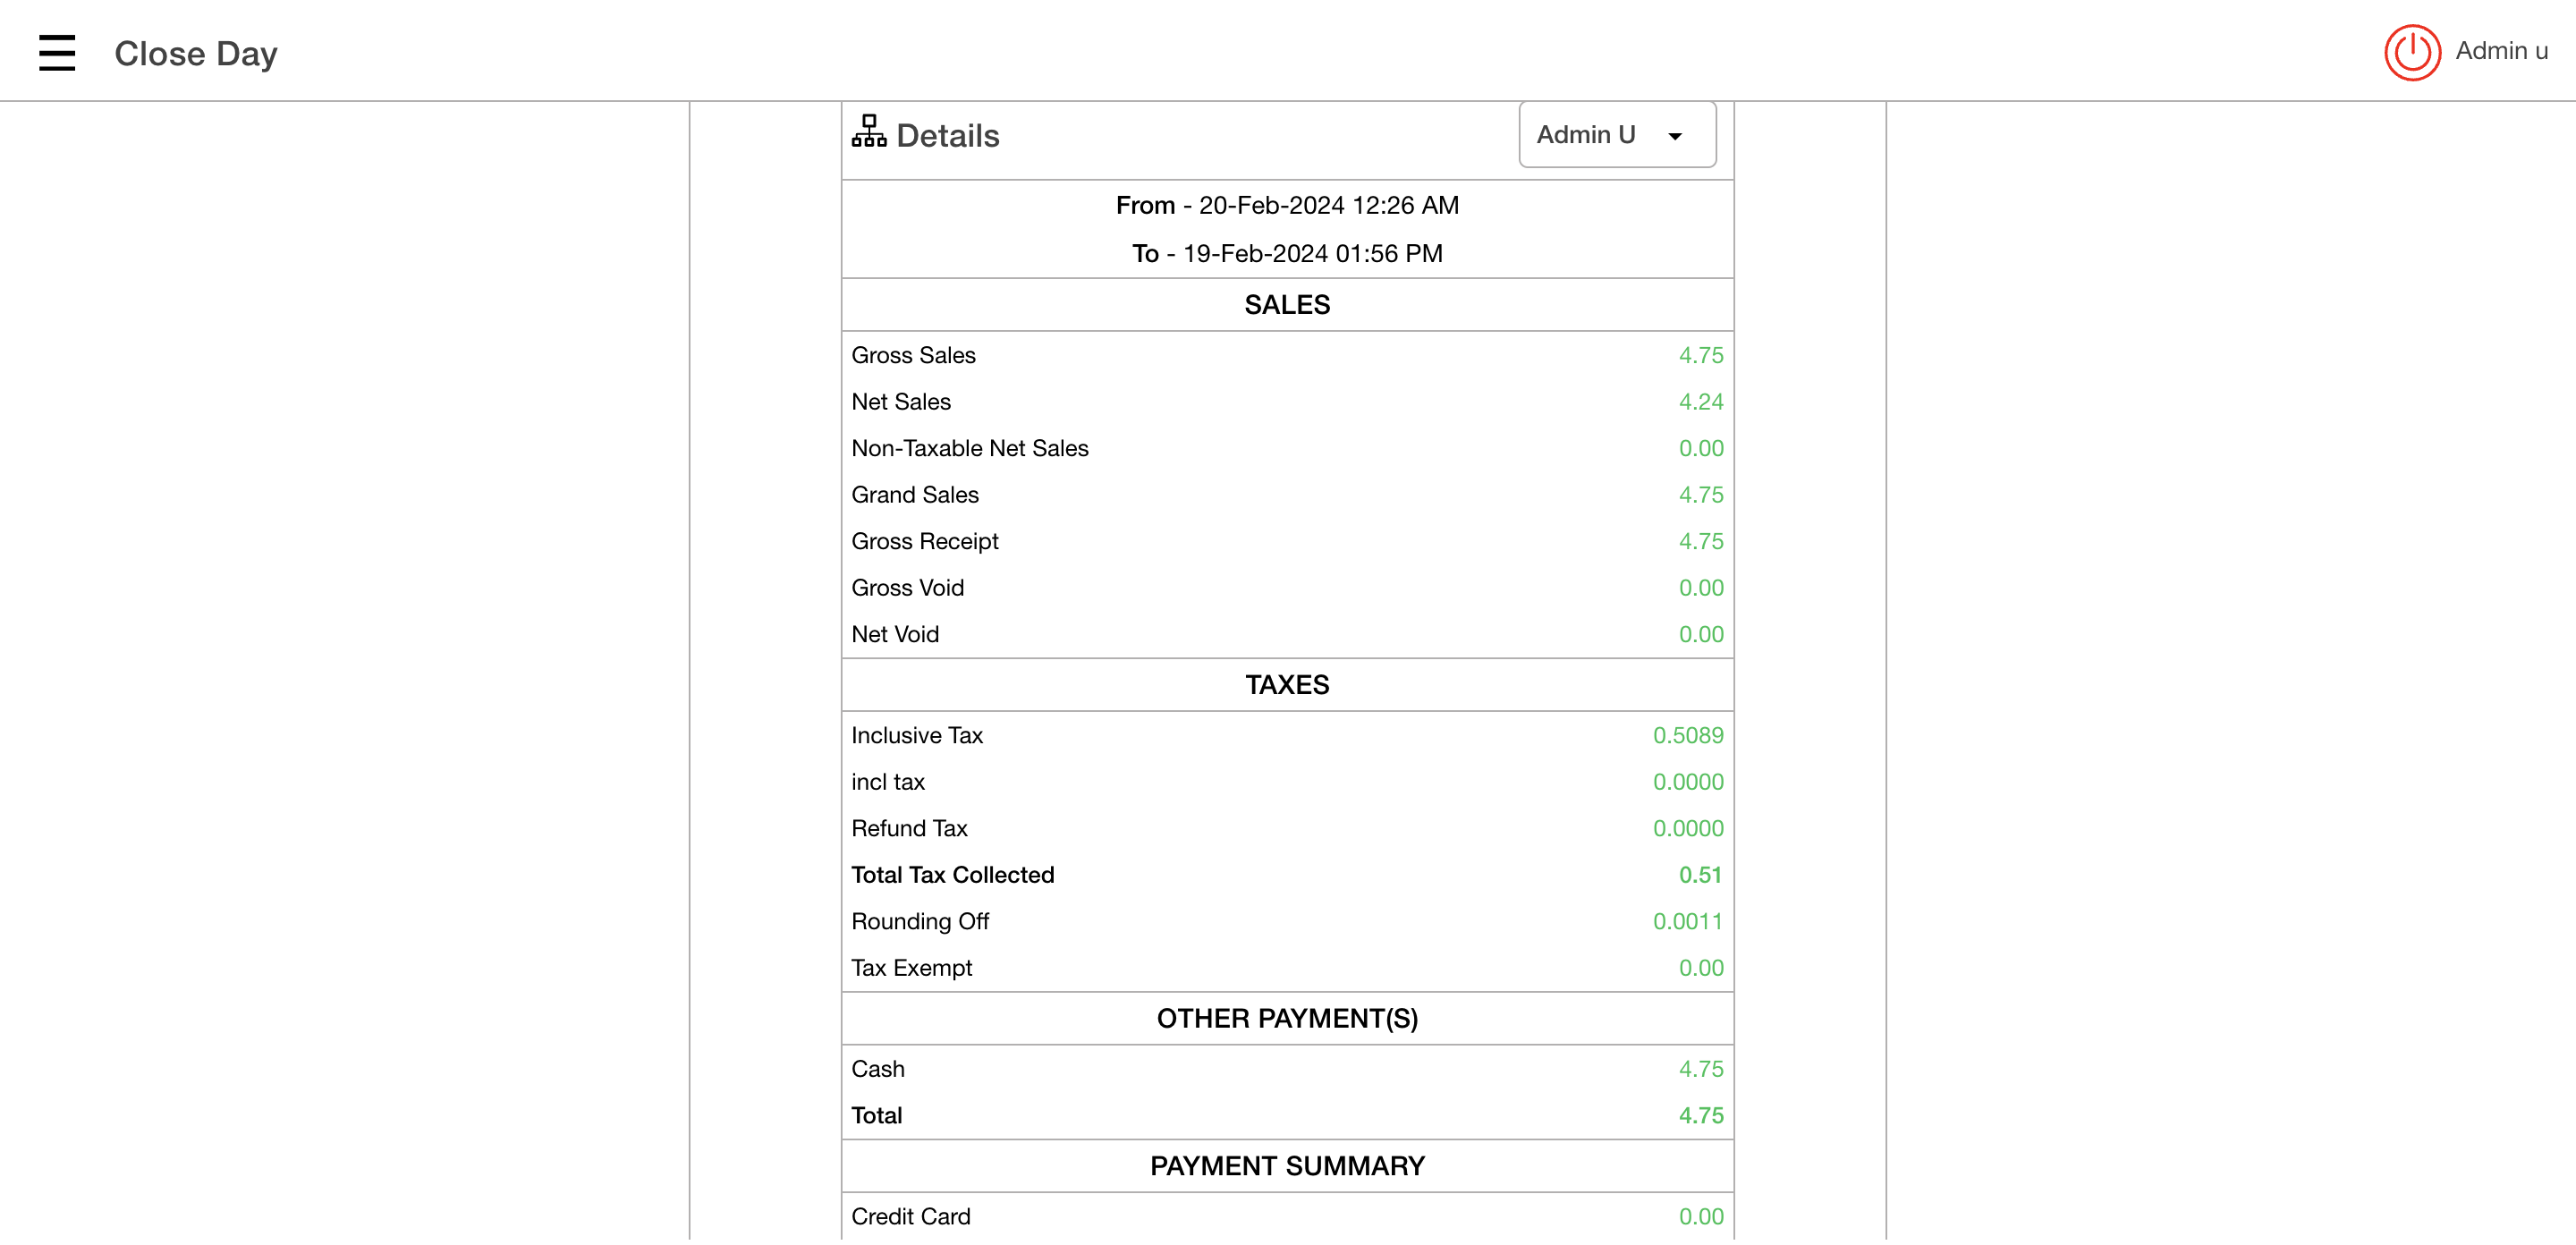 Close Day
Admin u
Details
Admin U
From - 20-Feb-2024 12:26 AM
To - 19-Feb-2024 01:56 PM
SALES
Gross Sales 4.75
Net Sales 4.24
Non-Taxable Net Sales 0.00
Grand Sales 4.75
Gross Receipt 4.75
Gross Void 0.00
Net Void 0.00
TAXES
Inclusive Tax 0.5089
incl tax 0.0000
Refund Tax 0.0000
Total Tax Collected 0.51
Rounding Off 0.0011
Tax Exempt 0.00
OTHER PAYMENT(S)
Cash 4.75
Total 4.75
PAYMENT SUMMARY
Credit Card 0.00